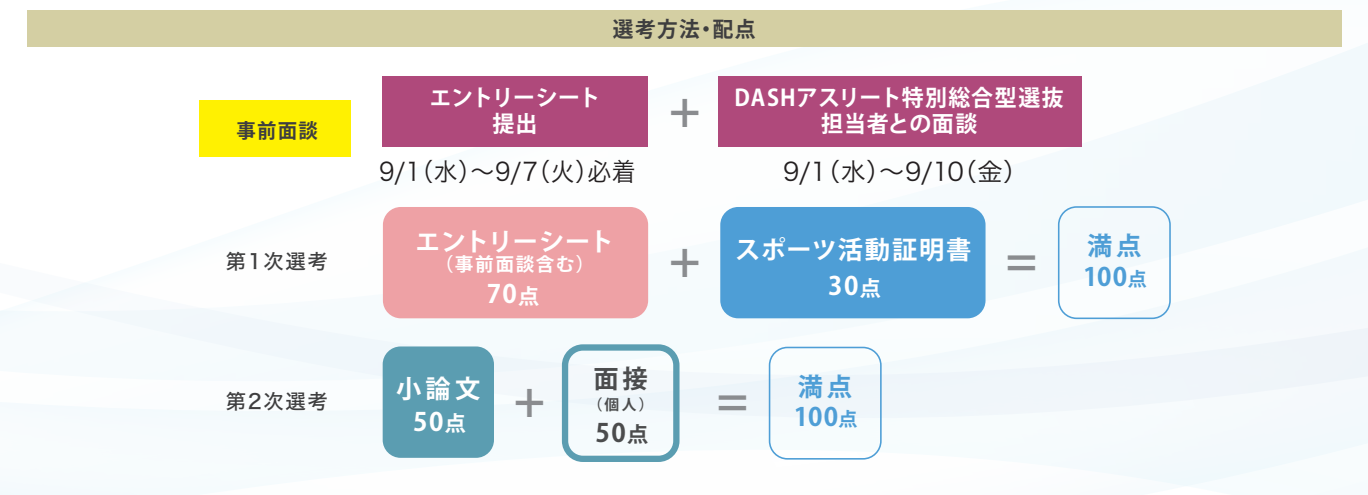 選考方法・配点
事前面談
エントリーシート
提出
+
DASHアスリート特別総合型選抜
担当者との面談
9/1(水)～9/7(火)必着
9/1(水)～9/10(金)
第1次選考
エントリーシート
(事前面談含む)
70点
+
スポーツ活動証明書
30点
=
満点
100点
第2次選考
小論文
50点
+
面接
(個人)
50点
=
満点
100点